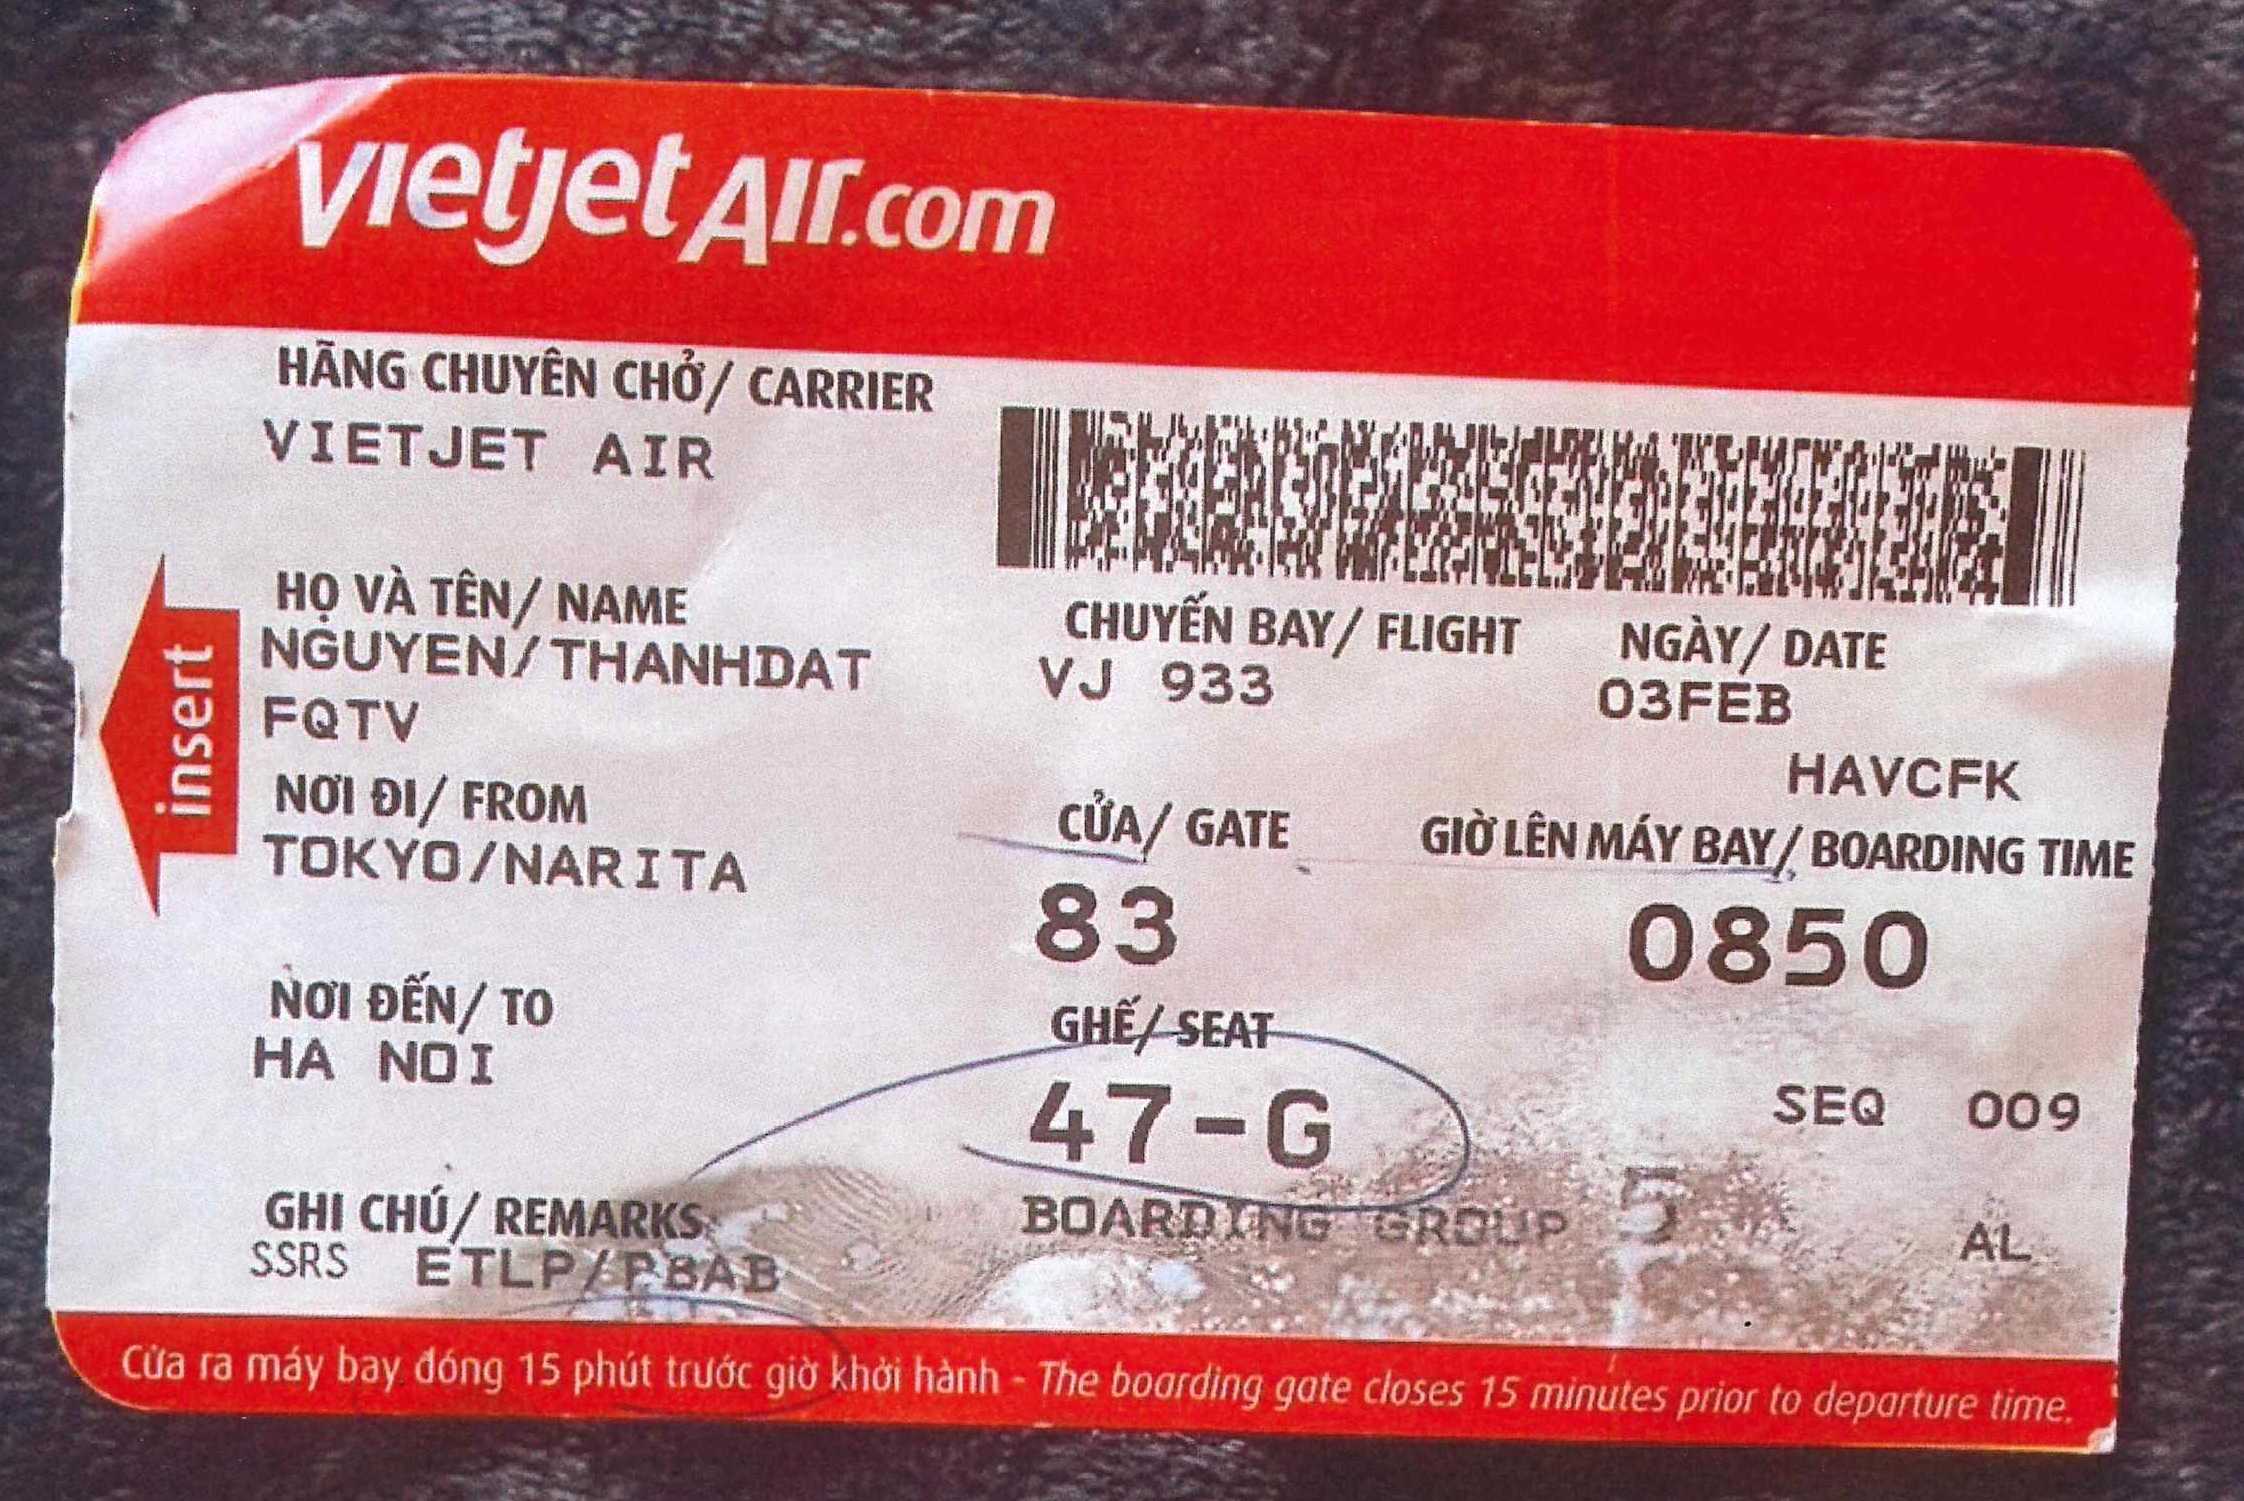 vietjetAir.com
HÃNG CHUYÊN CHỞ/ CARRIER
VIETJET AIR
HỌ VÀ TÊN/ NAME
NGUYEN/THANHDAT
FQTV
CHUYẾN BAY/ FLIGHT
VJ 933
NGÀY/ DATE
03FEB
HAVCFK
insert
NƠI ĐI/ FROM
TOKYO/NARITA
CỬA/ GATE
83
GIỜ LÊN MÁY BAY/ BOARDING TIME
0850
NƠI ĐẾN/ TO
HA NOI
GHẾ/ SEAT
47-G
SEQ 009
GHI CHÚ/ REMARKS
SSRS ETLP/PBAB
BOARDING GROUP 5
AL
Cửa ra máy bay đóng 15 phút trước giờ khởi hành - The boarding gate closes 15 minutes prior to departure time.